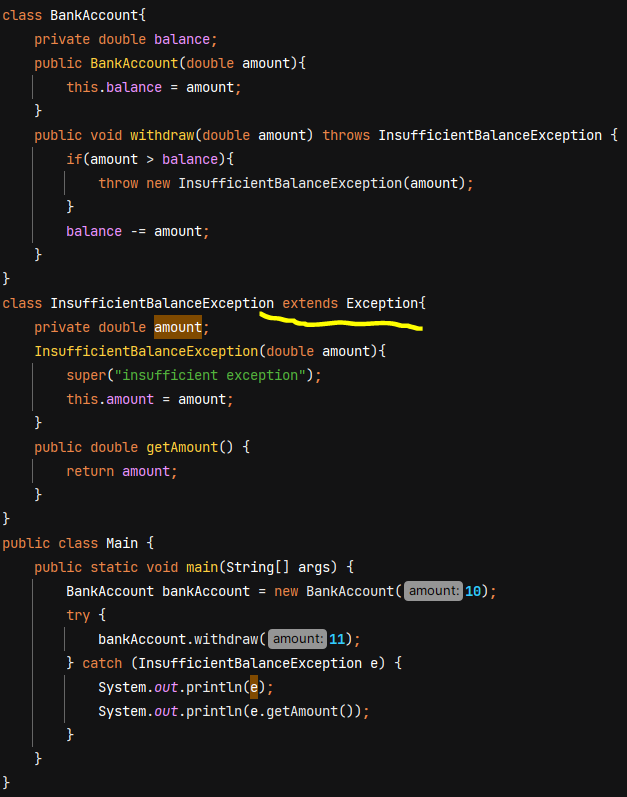 class BankAccount{
private double balance;
public BankAccount(double amount){
this.balance = amount;
}
public void withdraw(double amount) throws InsufficientBalanceException {
if(amount > balance){
throw new InsufficientBalanceException(amount);
}
balance -= amount;
}
}
class InsufficientBalanceException extends Exception{
private double amount;
InsufficientBalanceException(double amount){
super("insufficient exception");
this.amount = amount;
}
public double getAmount() {
return amount;
}
}
public class Main {
public static void main(String[] args) {
BankAccount bankAccount = new BankAccount( amount: 10);
try {
bankAccount.withdraw( amount: 11);
} catch (InsufficientBalanceException e) {
System.out.println(e);
System.out.println(e.getAmount());
}
}
}